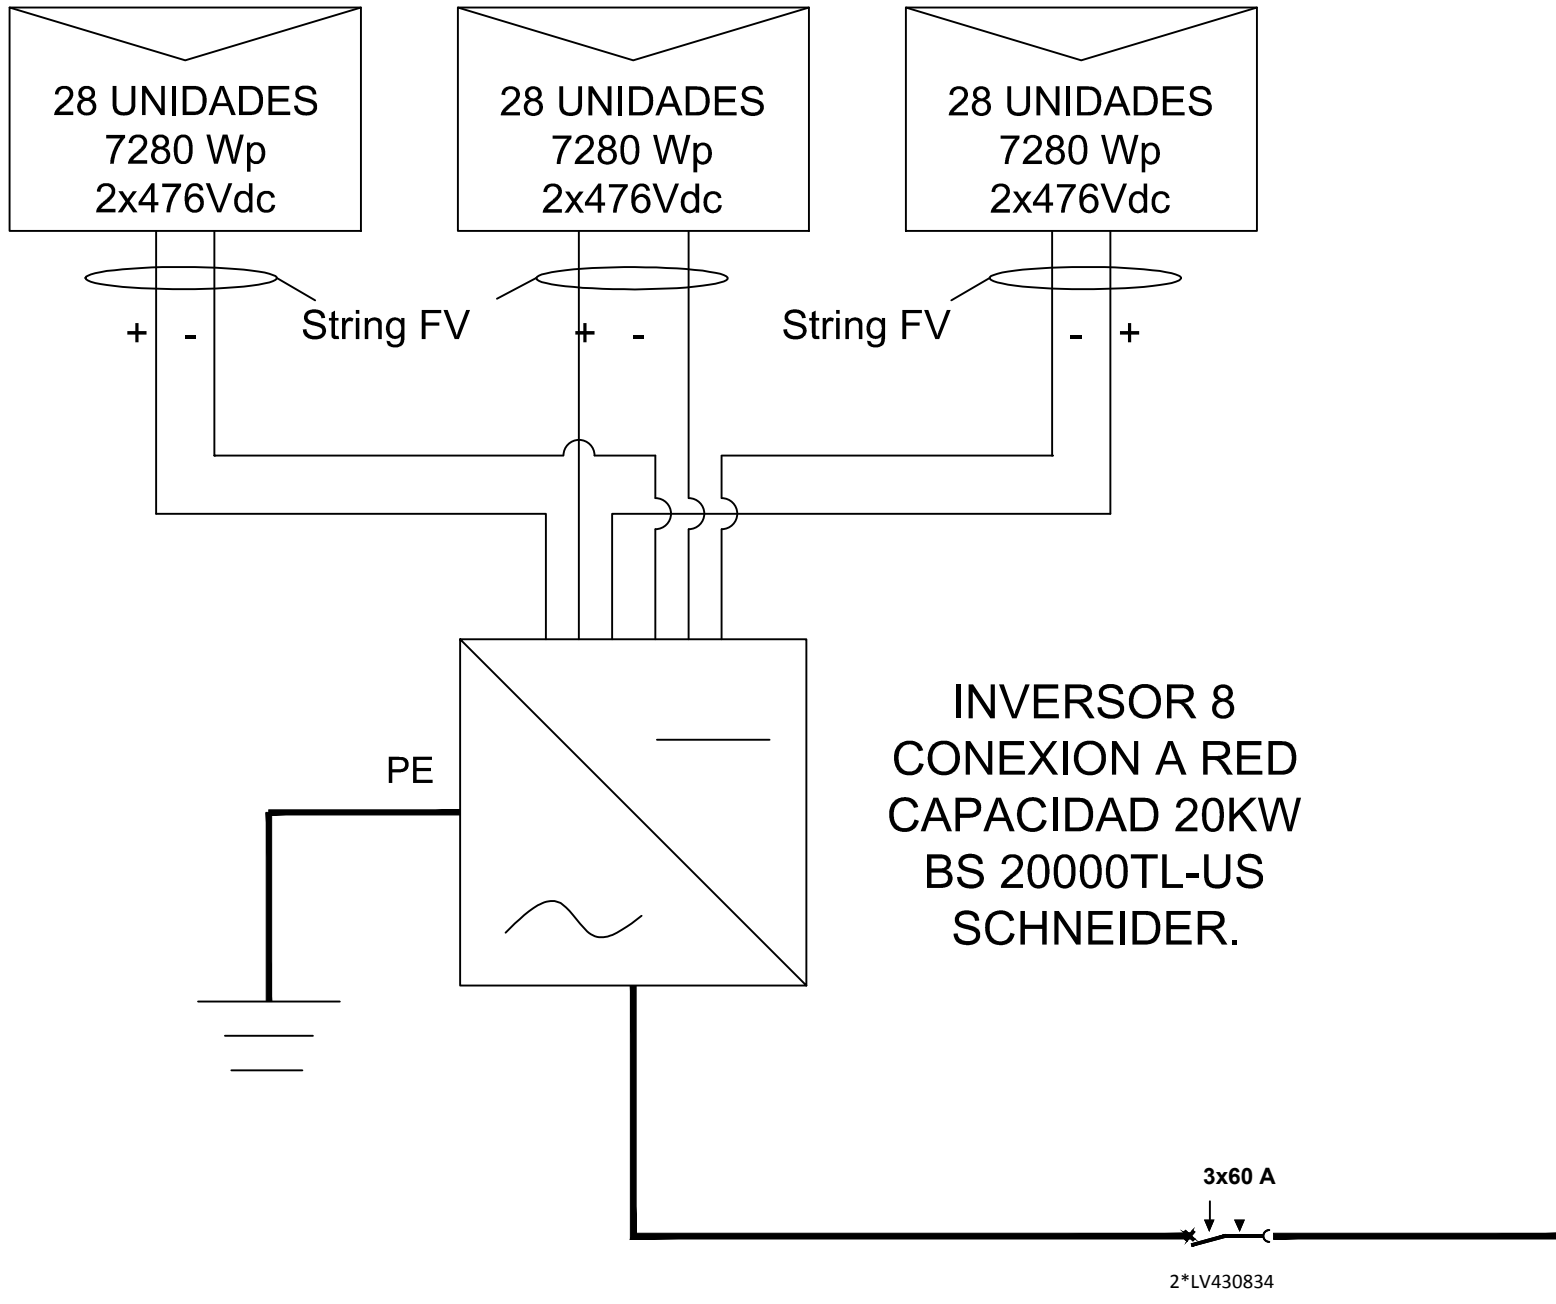 28 UNIDADES
7280 Wp
2x476Vdc
28 UNIDADES
7280 Wp
2x476Vdc
28 UNIDADES
7280 Wp
2x476Vdc
+ - String FV + - String FV - +
PE
INVERSOR 8
CONEXION A RED
CAPACIDAD 20KW
BS 20000TL-US
SCHNEIDER.
3x60 A
2*LV430834